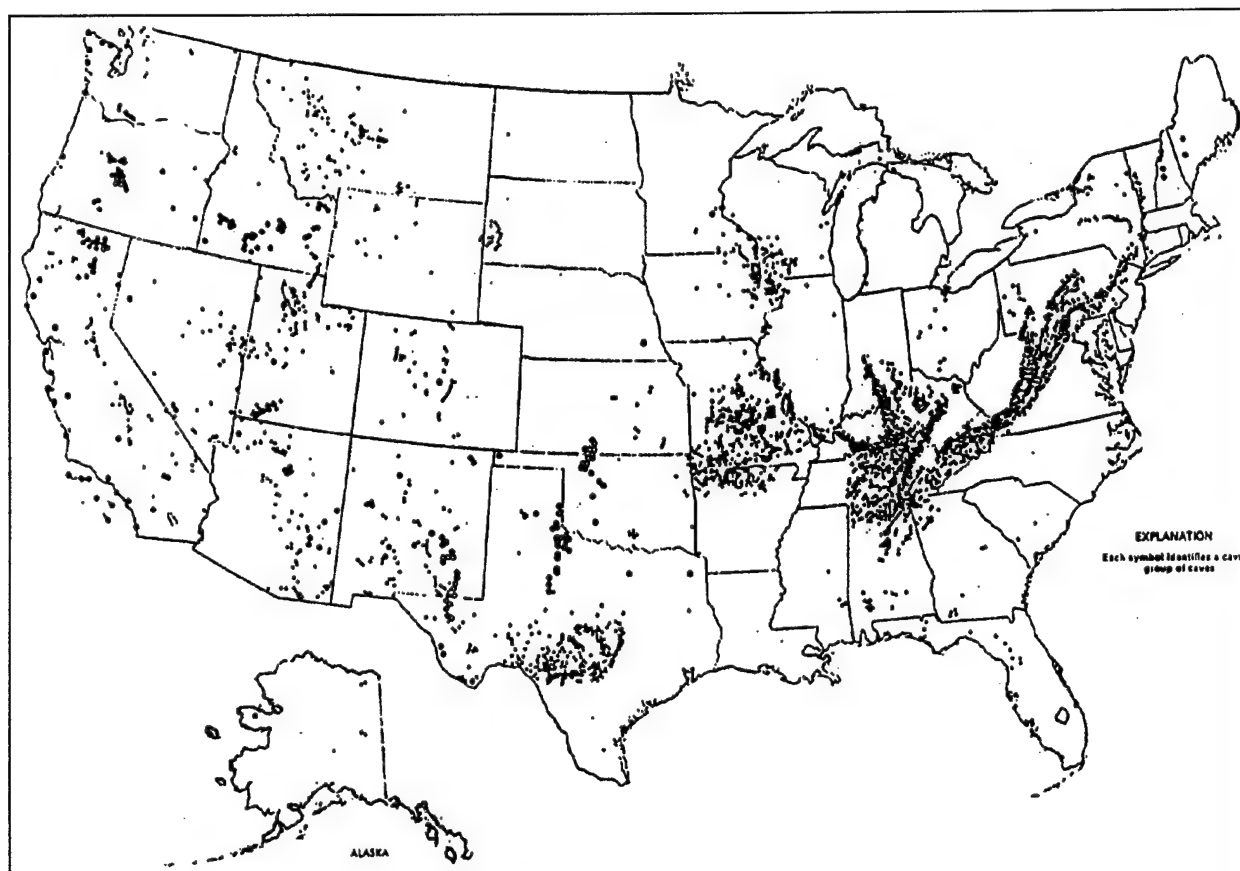 EXPLANATION
Each symbol identifies a cave
group of caves
ALASKA